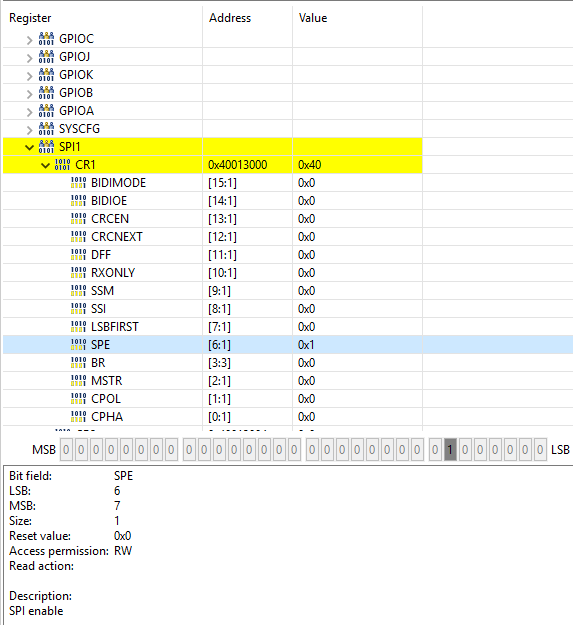 Register Address Value
GPIOC
GPIOJ
GPIOK
GPIOB
GPIOA
SYSCFG
SPI1
CR1 0x40013000 0x40
BIDIMODE [15:1] 0x0
BIDIOE [14:1] 0x0
CRCEN [13:1] 0x0
CRCNEXT [12:1] 0x0
DFF [11:1] 0x0
RXONLY [10:1] 0x0
SSM [9:1] 0x0
SSI [8:1] 0x0
LSBFIRST [7:1] 0x0
SPE [6:1] 0x1
BR [3:3] 0x0
MSTR [2:1] 0x0
CPOL [1:1] 0x0
CPHA [0:1] 0x0
MSB 0 0 0 0 0 0 0 0 0 0 0 0 0 0 0 0 0 0 0 0 0 0 0 0 0 1 0 0 0 0 0 0 LSB
Bit field: SPE
LSB: 6
MSB: 7
Size: 1
Reset value: 0x0
Access permission: RW
Read action:
Description:
SPI enable